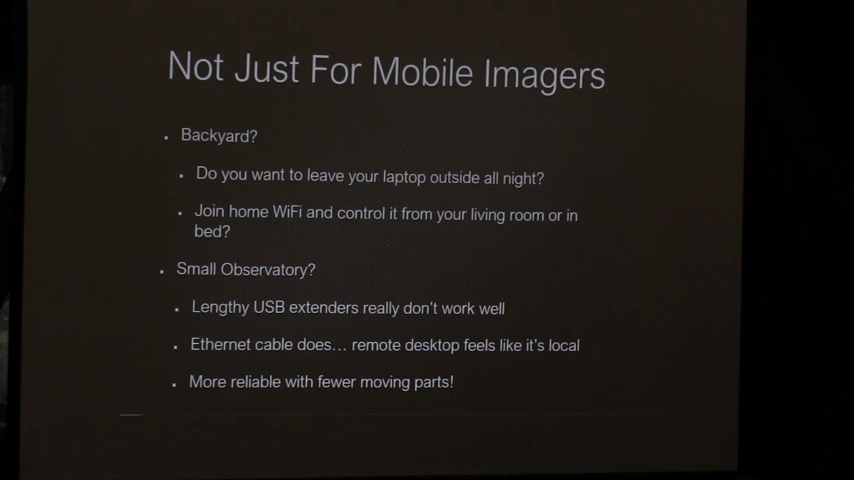 Not Just For Mobile Imagers
Backyard?
Do you want to leave your laptop outside all night?
Join home WiFi and control it from your living room or in
bed?
Small Observatory?
Lengthy USB extenders really don't work well
Ethernet cable does... remote desktop feels like it's local
More reliable with fewer moving parts!